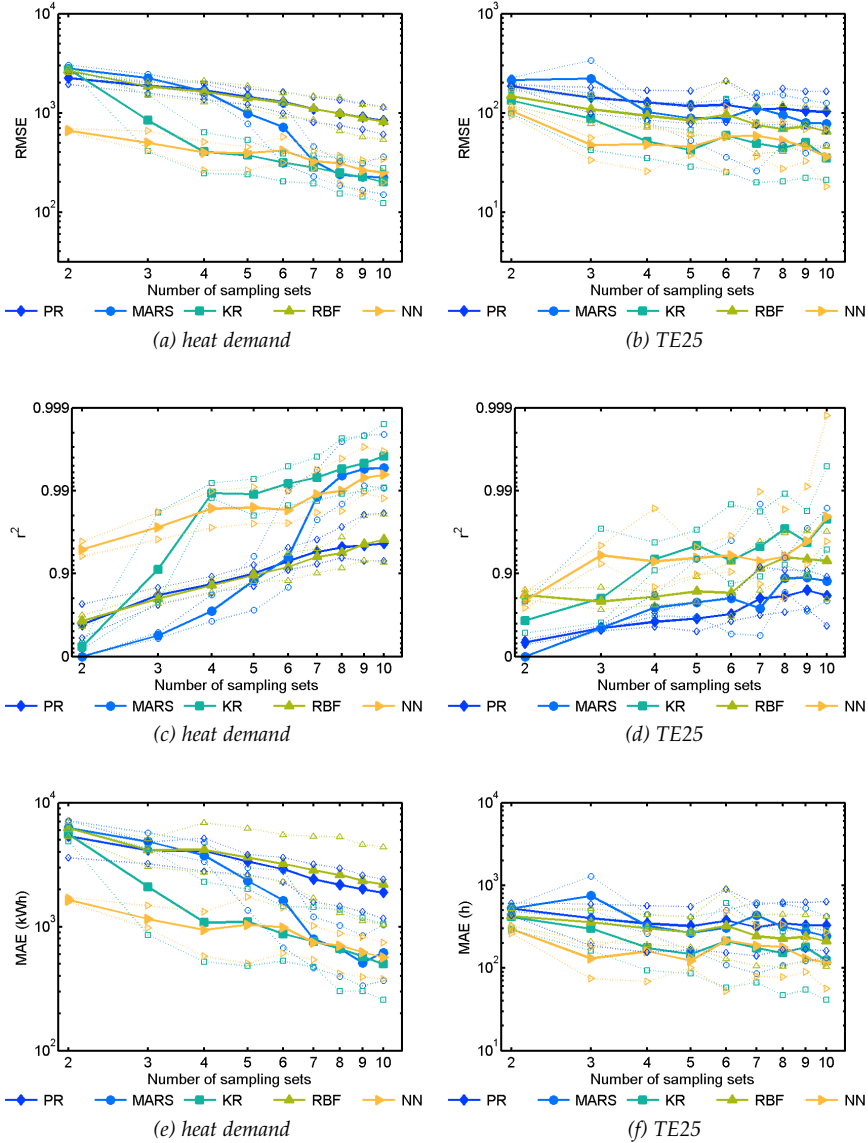 10^4
10^3
10^2
RMSE
2 3 4 5 6 7 8 9 10
Number of sampling sets
PR MARS KR RBF NN
(a) heat demand
10^3
10^2
10^1
RMSE
2 3 4 5 6 7 8 9 10
Number of sampling sets
PR MARS KR RBF NN
(b) TE25
0.999
0.99
0.9
0
r^2
2 3 4 5 6 7 8 9 10
Number of sampling sets
PR MARS KR RBF NN
(c) heat demand
0.999
0.99
0.9
0
r^2
2 3 4 5 6 7 8 9 10
Number of sampling sets
PR MARS KR RBF NN
(d) TE25
10^4
10^3
10^2
MAE (kWh)
2 3 4 5 6 7 8 9 10
Number of sampling sets
PR MARS KR RBF NN
(e) heat demand
10^4
10^3
10^2
10^1
MAE (h)
2 3 4 5 6 7 8 9 10
Number of sampling sets
PR MARS KR RBF NN
(f) TE25